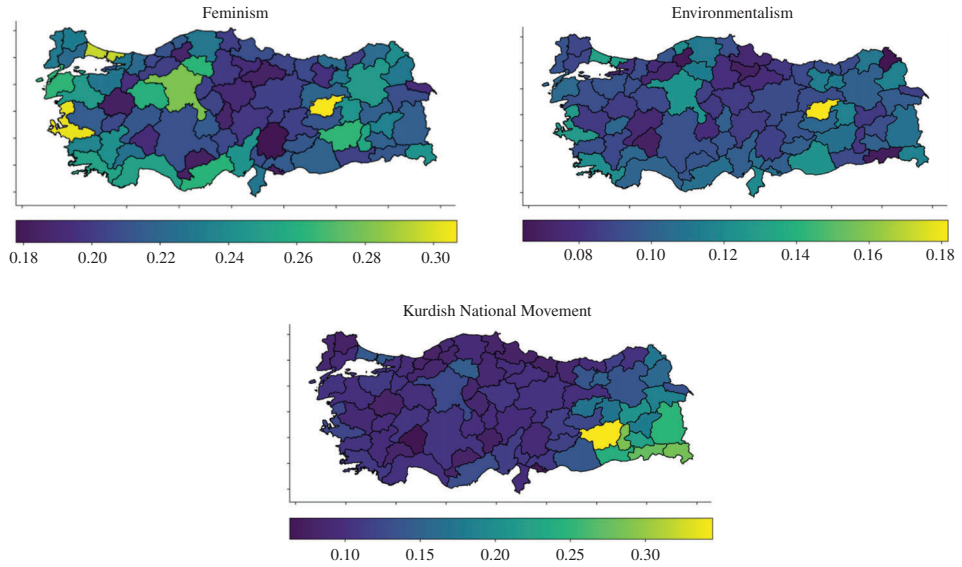 Feminism
0.18 0.20 0.22 0.24 0.26 0.28 0.30
Environmentalism
0.08 0.10 0.12 0.14 0.16 0.18
Kurdish National Movement
0.10 0.15 0.20 0.25 0.30